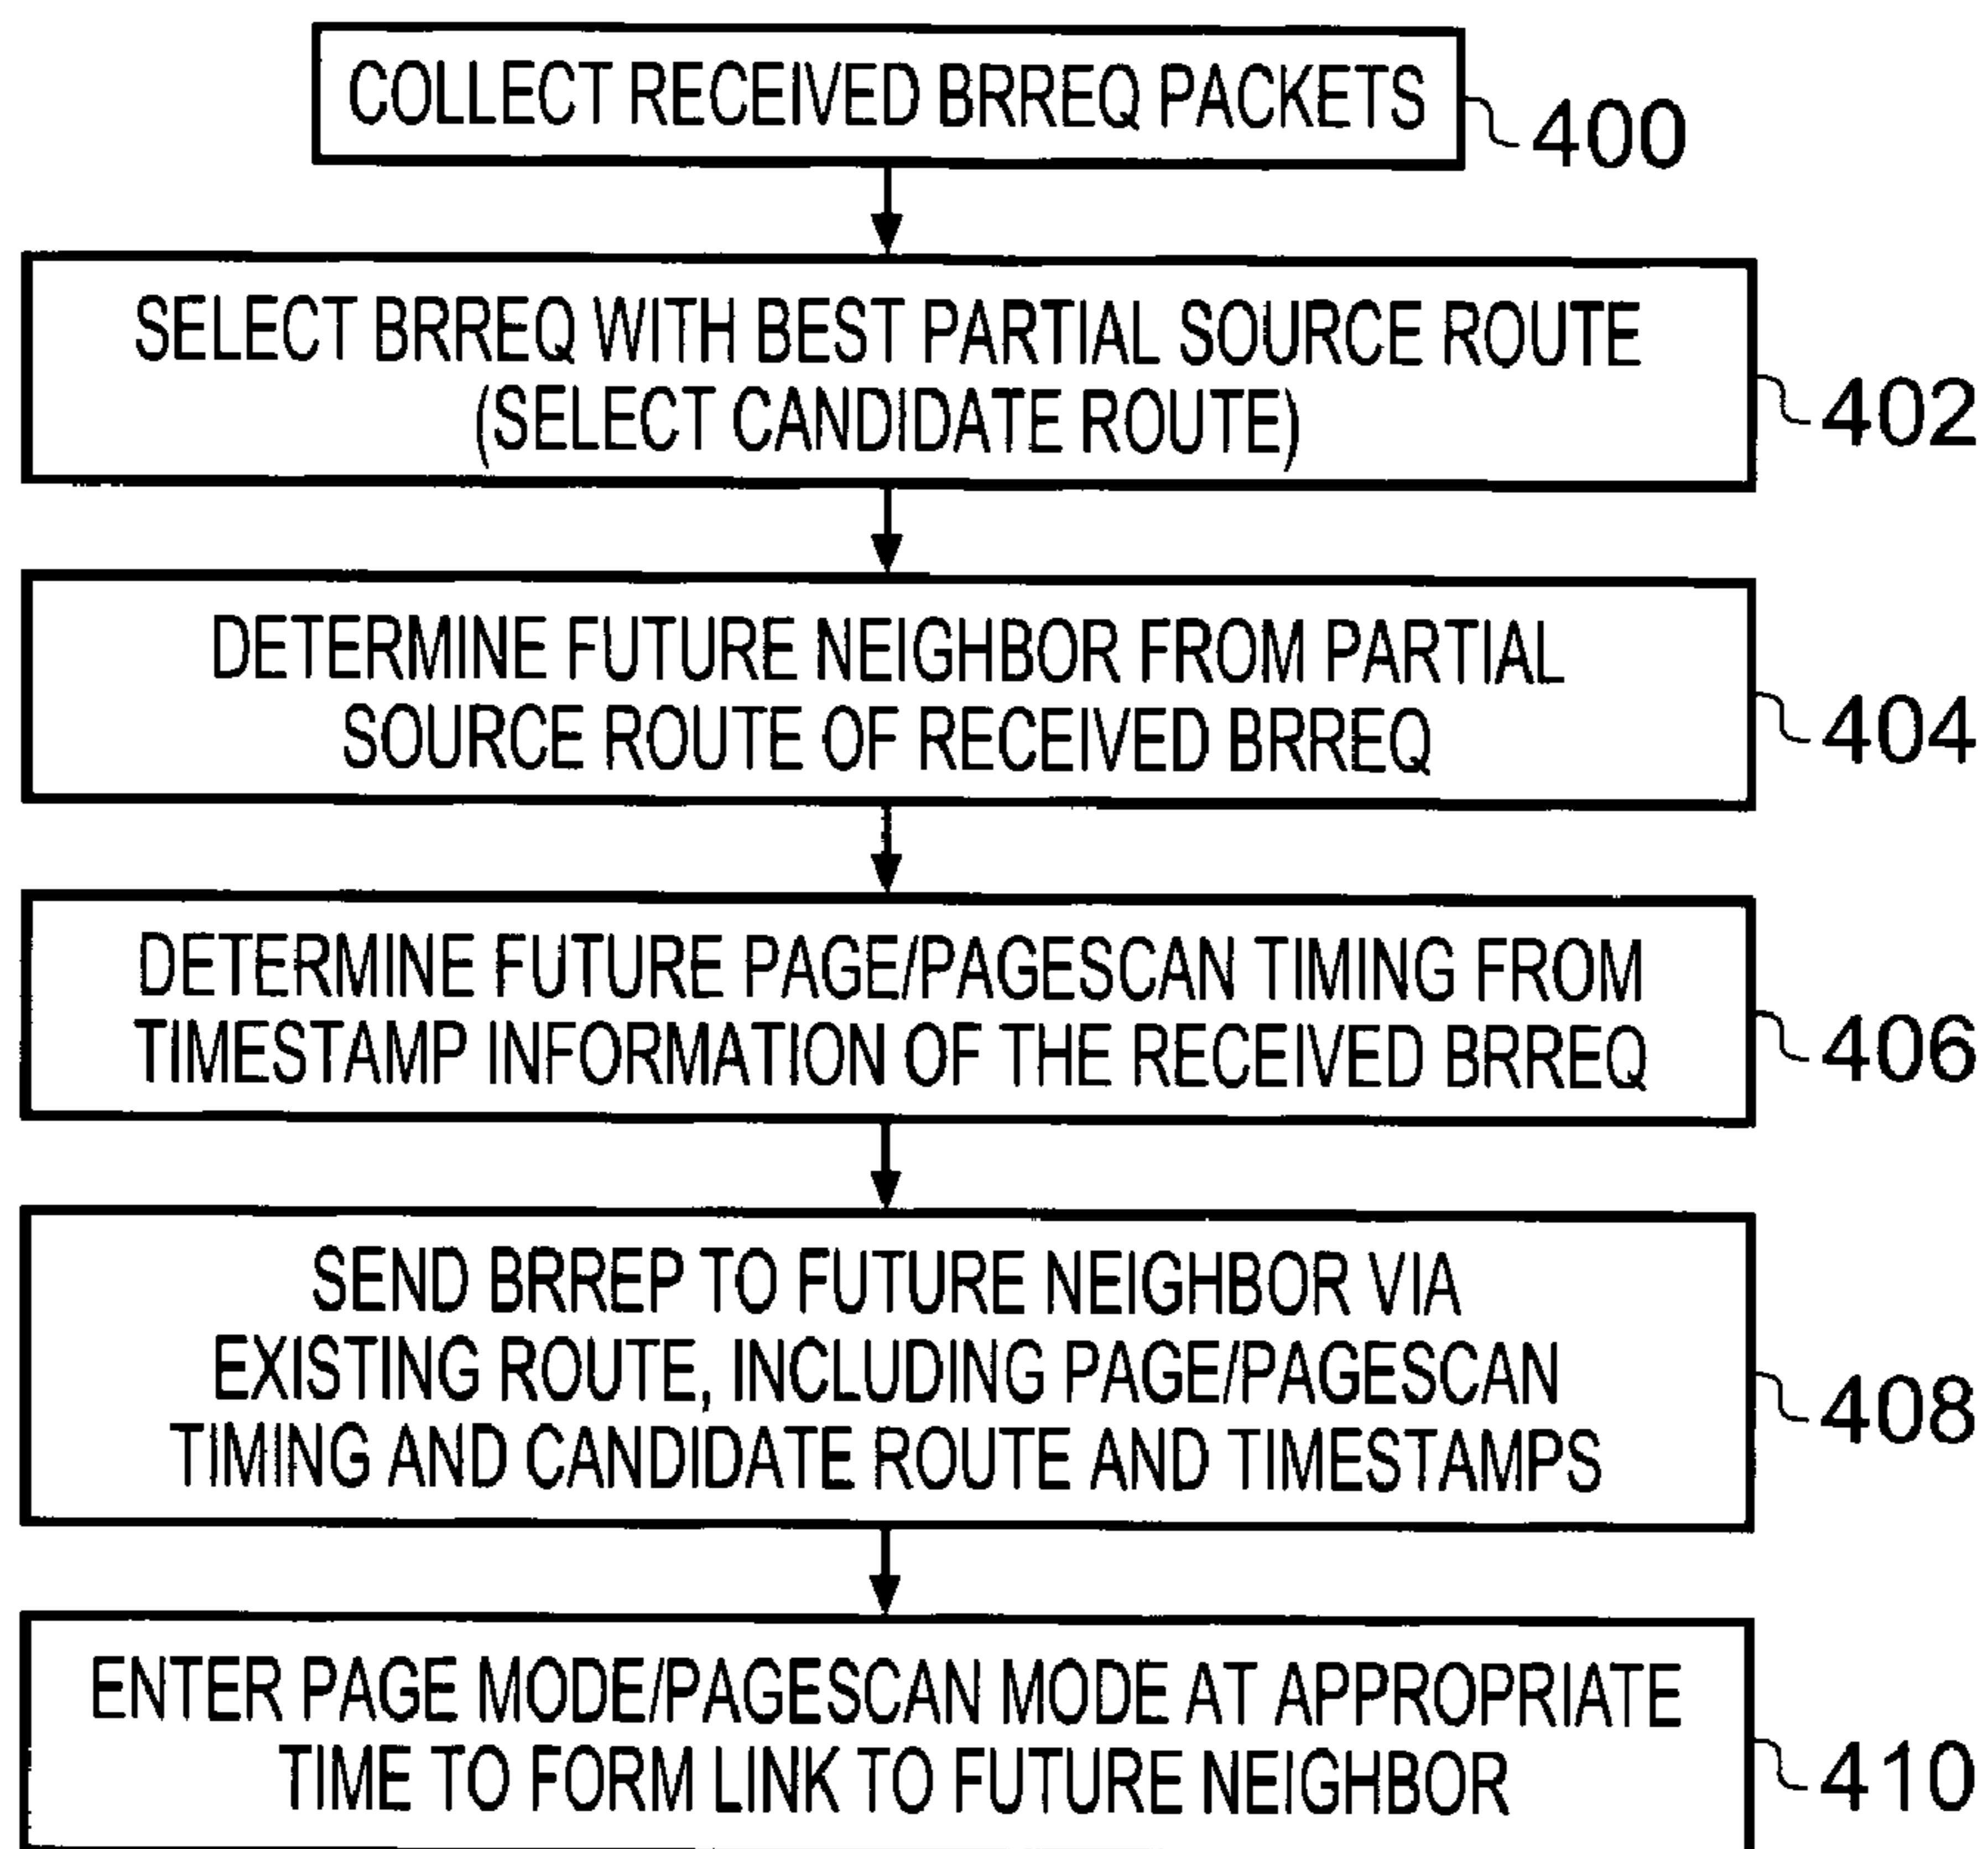 COLLECT RECEIVED BRREQ PACKETS
400
SELECT BRREQ WITH BEST PARTIAL SOURCE ROUTE
(SELECT CANDIDATE ROUTE)
402
DETERMINE FUTURE NEIGHBOR FROM PARTIAL
SOURCE ROUTE OF RECEIVED BRREQ
404
DETERMINE FUTURE PAGE/PAGESCAN TIMING FROM
TIMESTAMP INFORMATION OF THE RECEIVED BRREQ
406
SEND BRREP TO FUTURE NEIGHBOR VIA
EXISTING ROUTE, INCLUDING PAGE/PAGESCAN
TIMING AND CANDIDATE ROUTE AND TIMESTAMPS
408
ENTER PAGE MODE/PAGESCAN MODE AT APPROPRIATE
TIME TO FORM LINK TO FUTURE NEIGHBOR
410